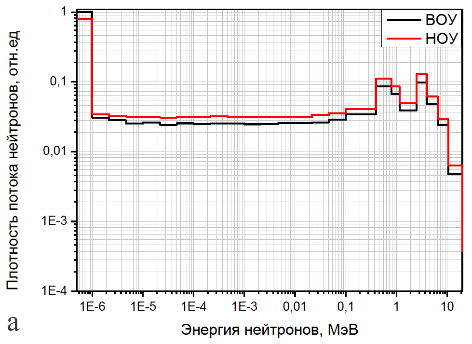 ВОУ
НОУ
1
0,1
0,01
1E-3
1E-4
Плотность потока нейтронов, отн.ед
1E-6 1E-5 1E-4 1E-3 0,01 0,1 1 10
Энергия нейтронов, МэВ
а